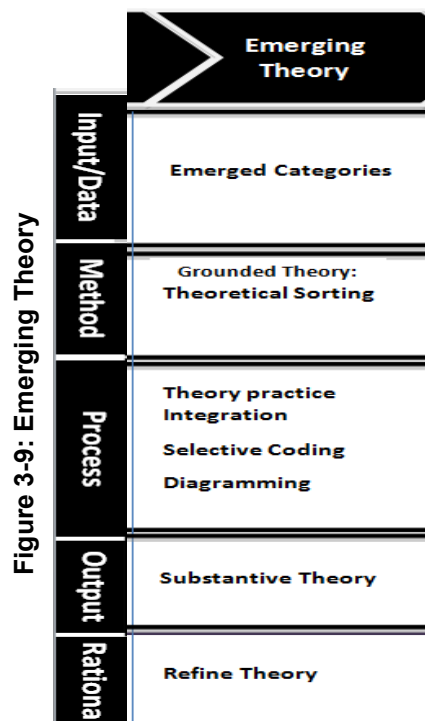 Figure 3-9: Emerging Theory
Emerging
Theory
Input/Data
Emerged Categories
Method
Grounded Theory:
Theoretical Sorting
Process
Theory practice
Integration
Selective Coding
Diagramming
Output
Substantive Theory
Rationa
Refine Theory